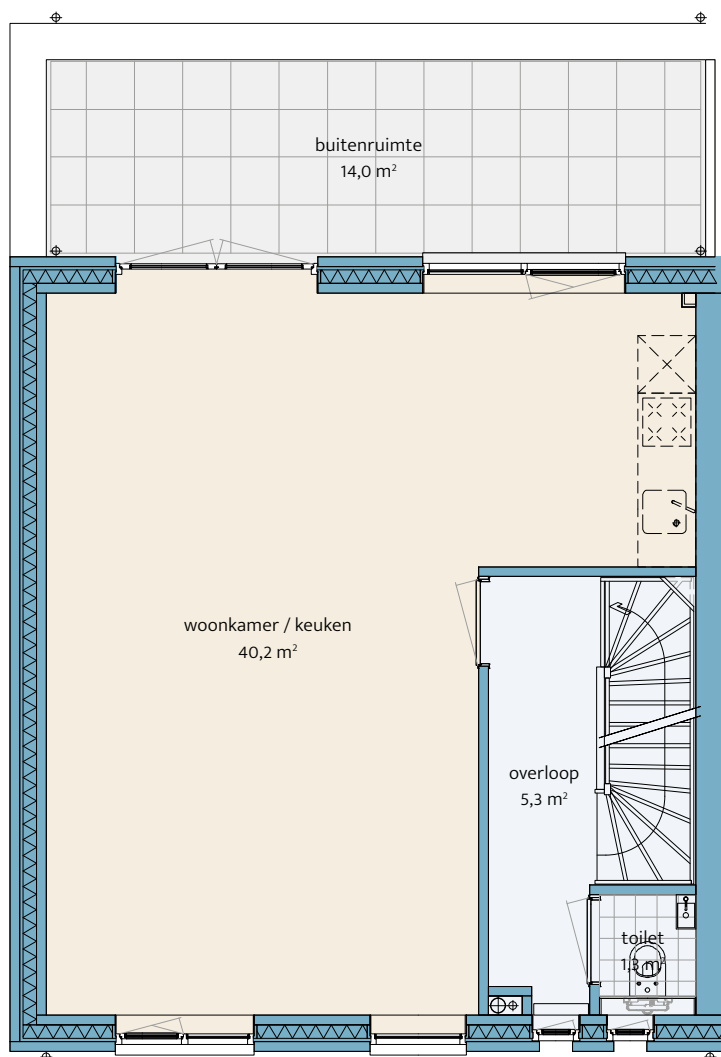 buitenruimte
14,0 m²
woonkamer / keuken
40,2 m²
overloop
5,3 m²
toilet
1,3 m²